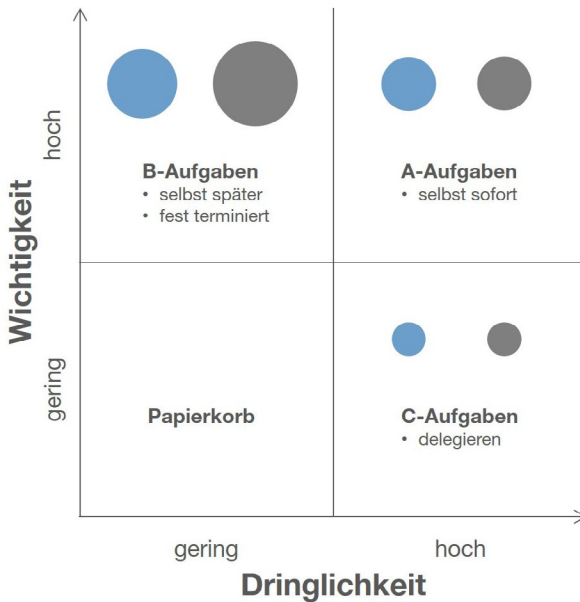 Wichtigkeit
hoch
gering
B-Aufgaben
• selbst später
• fest terminiert
A-Aufgaben
• selbst sofort
Papierkorb
C-Aufgaben
• delegieren
gering
hoch
Dringlichkeit